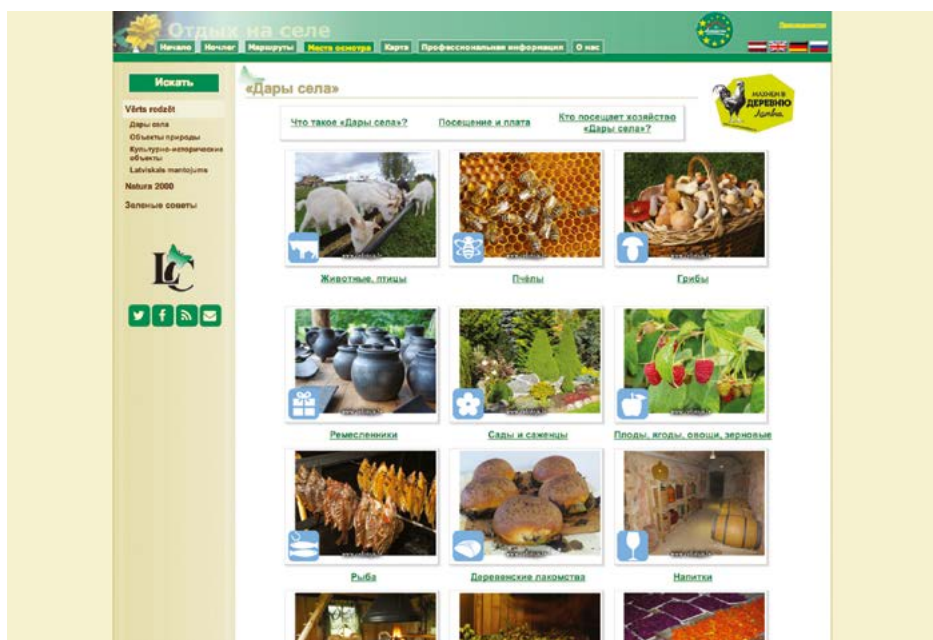 Отдых на селе
Начало Ночлег Маршруты Места осмотра Карта Профессиональная информация О нас
Искать
Vērts redzēt
Дары села
Объекты природы
Культурно-исторические
объекты
Latviskais mantojums
Natura 2000
Зеленые советы
LC
«Дары села»
МАХНЕМ В
ДЕРЕВНЮ
Что такое «Дары села»?
Посещение и плата
Кто посещает хозяйство
«Дары села»?
Животные, птицы
Пчёлы
Грибы
Ремесленники
Сады и саженцы
Плоды, ягоды, овощи, зерновые
Рыба
Деревенские лакомства
Напитки